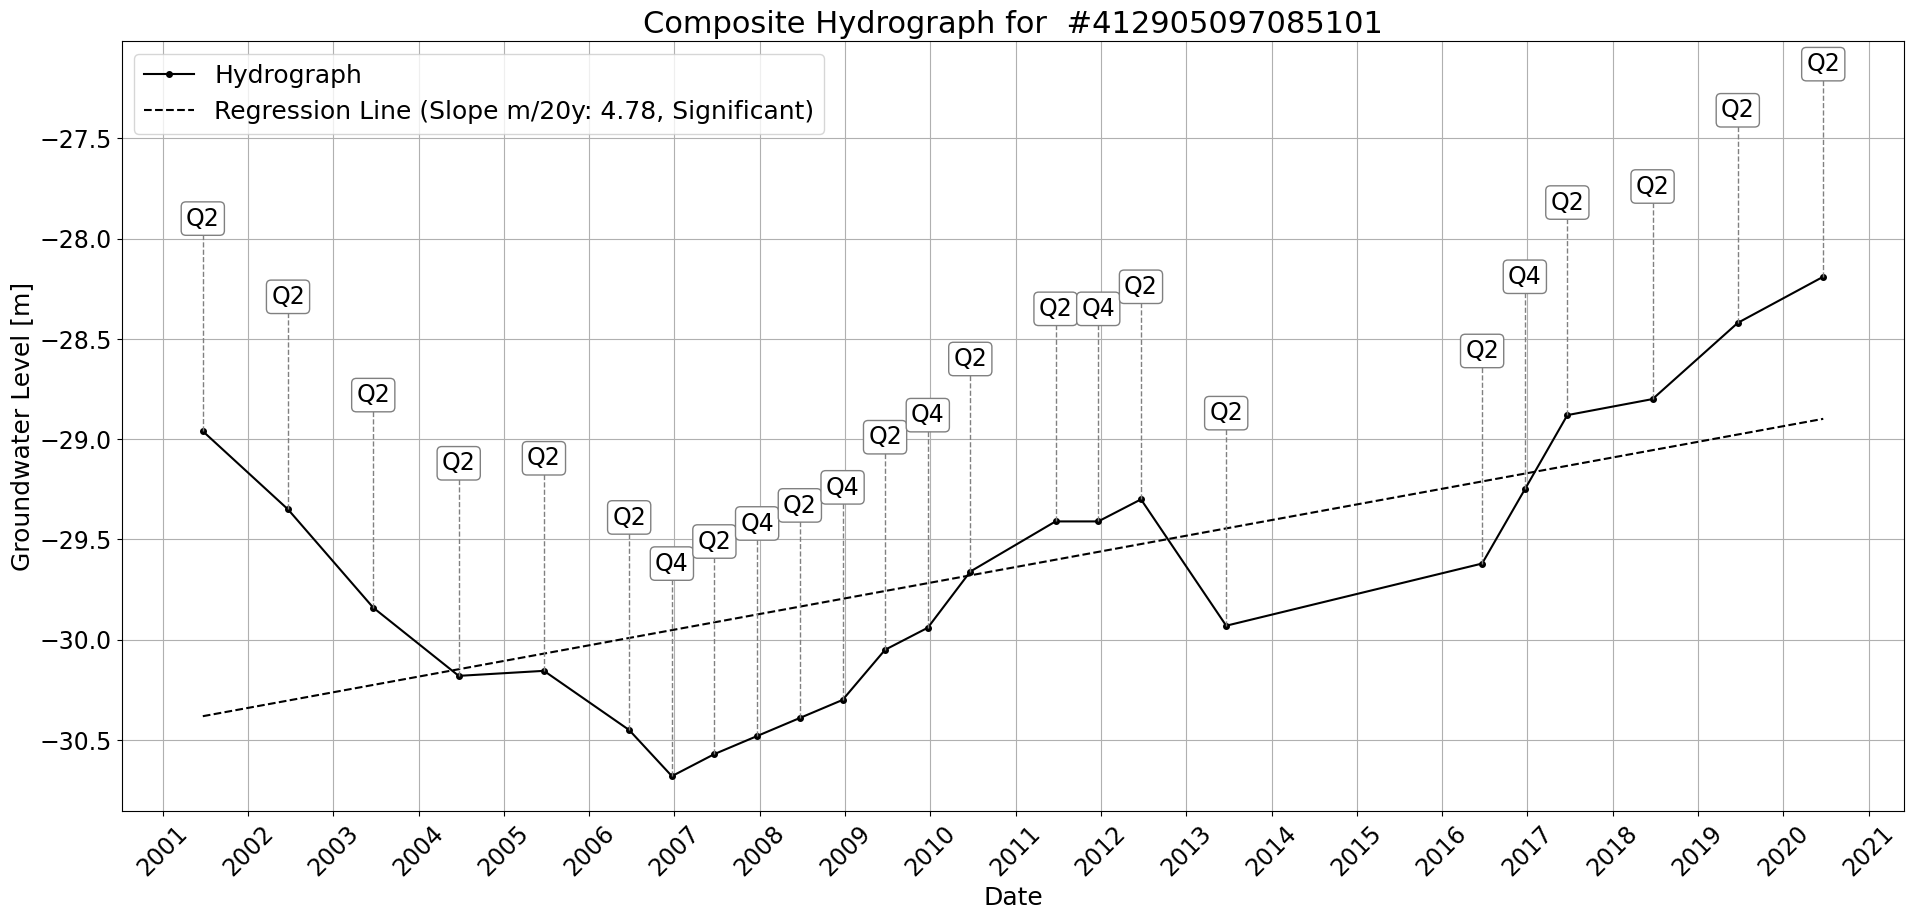 Composite Hydrograph for  #412905097085101
Hydrograph
Regression Line (Slope m/20y: 4.78, Significant)
Groundwater Level [m]
−27.5
−28.0
−28.5
−29.0
−29.5
−30.0
−30.5
Q2
Q2
Q2
Q2
Q2
Q2
Q4
Q2
Q4
Q2
Q4
Q2
Q4
Q2
Q2
Q4
Q2
Q2
Q2
Q4
Q2
Q2
Q2
Q2
2001
2002
2003
2004
2005
2006
2007
2008
2009
2010
2011
2012
2013
2014
2015
2016
2017
2018
2019
2020
2021
Date